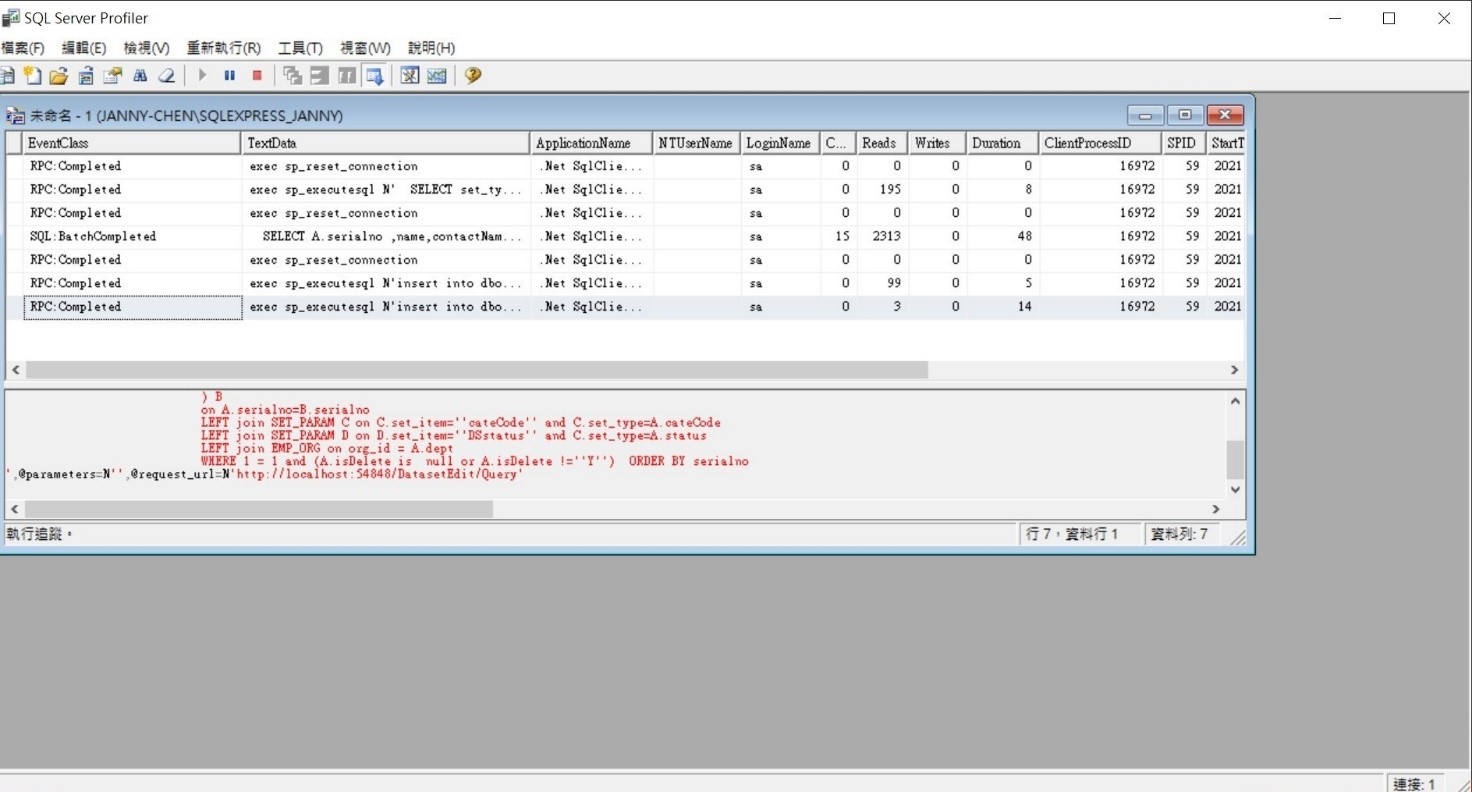 SQL Server Profiler
檔案(F) 編輯(E) 檢視(V) 重新執行(R) 工具(T) 視窗(W) 說明(H)
未命名 - 1 (JANNY-CHEN\SQLEXPRESS_JANNY)
EventClass TextData ApplicationName NTUserName LoginName C... Reads Writes Duration ClientProcessID SPID StartT
RPC:Completed exec sp_reset_connection .Net SqlClie... sa 0 0 0 0 16972 59 2021
RPC:Completed exec sp_executesql N' SELECT set_ty... .Net SqlClie... sa 0 195 0 8 16972 59 2021
RPC:Completed exec sp_reset_connection .Net SqlClie... sa 0 0 0 0 16972 59 2021
SQL:BatchCompleted SELECT A.serialno ,name,contactNam... .Net SqlClie... sa 15 2313 0 48 16972 59 2021
RPC:Completed exec sp_reset_connection .Net SqlClie... sa 0 0 0 0 16972 59 2021
RPC:Completed exec sp_executesql N'insert into dbo... .Net SqlClie... sa 0 99 0 5 16972 59 2021
RPC:Completed exec sp_executesql N'insert into dbo... .Net SqlClie... sa 0 3 0 14 16972 59 2021
) B
on A.serialno=B.serialno
LEFT join SET_PARAM C on C.set_item=''cateCode'' and C.set_type=A.cateCode
LEFT join SET_PARAM D on D.set_item=''DSstatus'' and C.set_type=A.status
LEFT join EMP_ORG on org_id = A.dept
WHERE 1 = 1 and (A.isDelete is  null or A.isDelete !=''Y'')  ORDER BY serialno
',@parameters=N'',@request_url=N'http://localhost:54848/DatasetEdit/Query'
執行追蹤。 行 7，資料行 1 資料列: 7
連接: 1